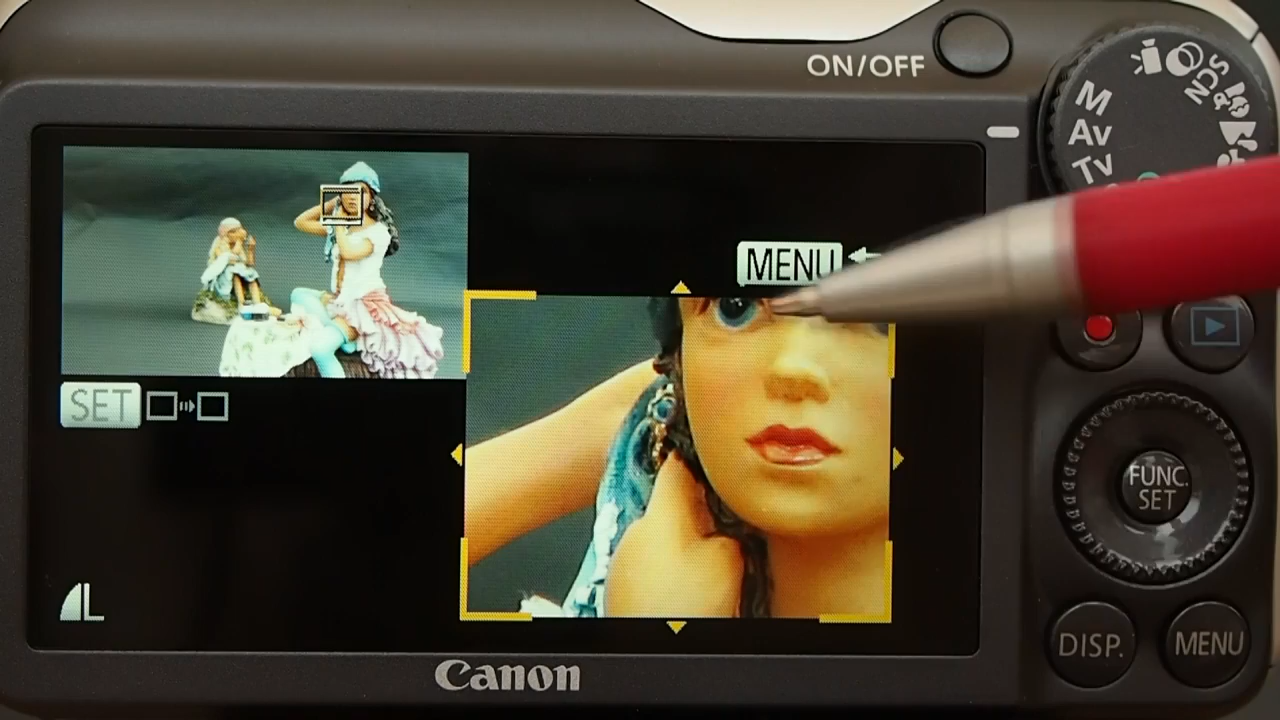 ON/OFF
SCN
M
Av
Tv
MENU
SET
L
FUNC.
SET
DISP.
MENU
Canon